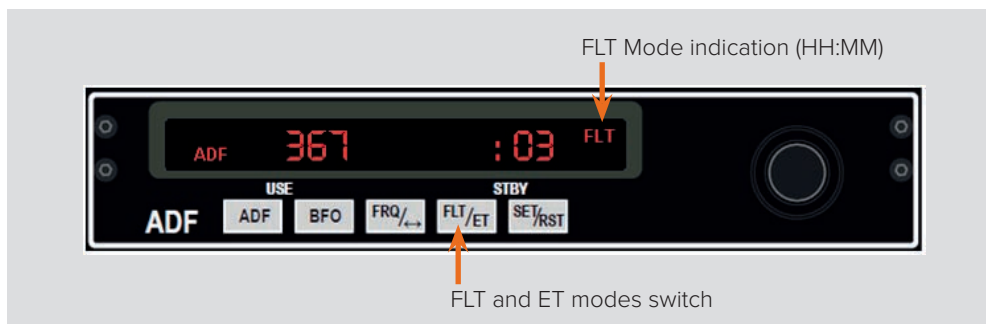 FLT Mode indication (HH:MM)
ADF 367 :03 FLT
USE STBY
ADF ADF BFO FRQ/↔ FLT/ET SET/RST
FLT and ET modes switch